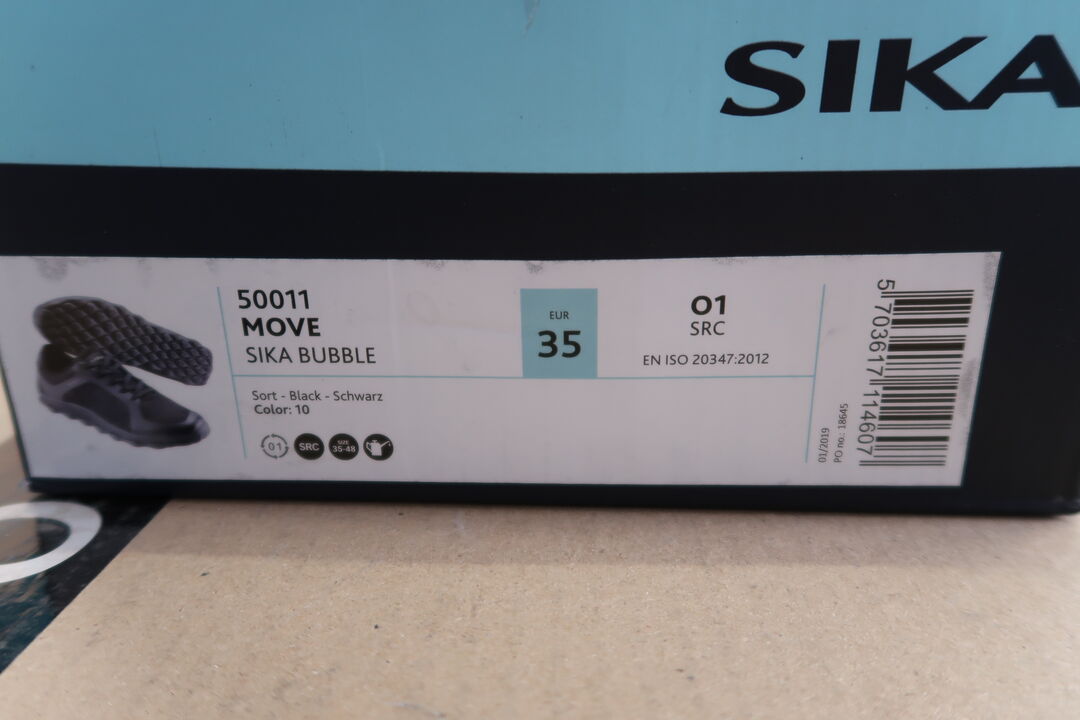 SIKA
50011
MOVE
SIKA BUBBLE
EUR
35
O1
SRC
EN ISO 20347:2012
Sort - Black - Schwarz
Color: 10
01
SRC
SIZE
35-48
01/2019
PO no.: 18645
5 703617 114607